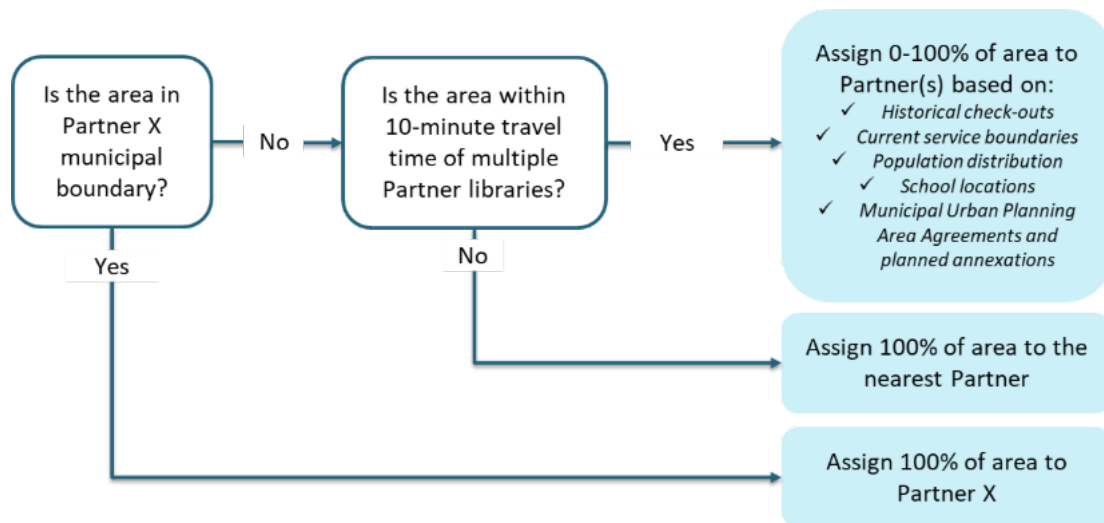 Is the area in
Partner X
municipal
boundary?
No
Is the area within
10-minute travel
time of multiple
Partner libraries?
Yes
Assign 0-100% of area to
Partner(s) based on:
✓ Historical check-outs
✓ Current service boundaries
✓ Population distribution
✓ School locations
✓ Municipal Urban Planning
Area Agreements and
planned annexations
No
Yes
Assign 100% of area to the
nearest Partner
Assign 100% of area to
Partner X